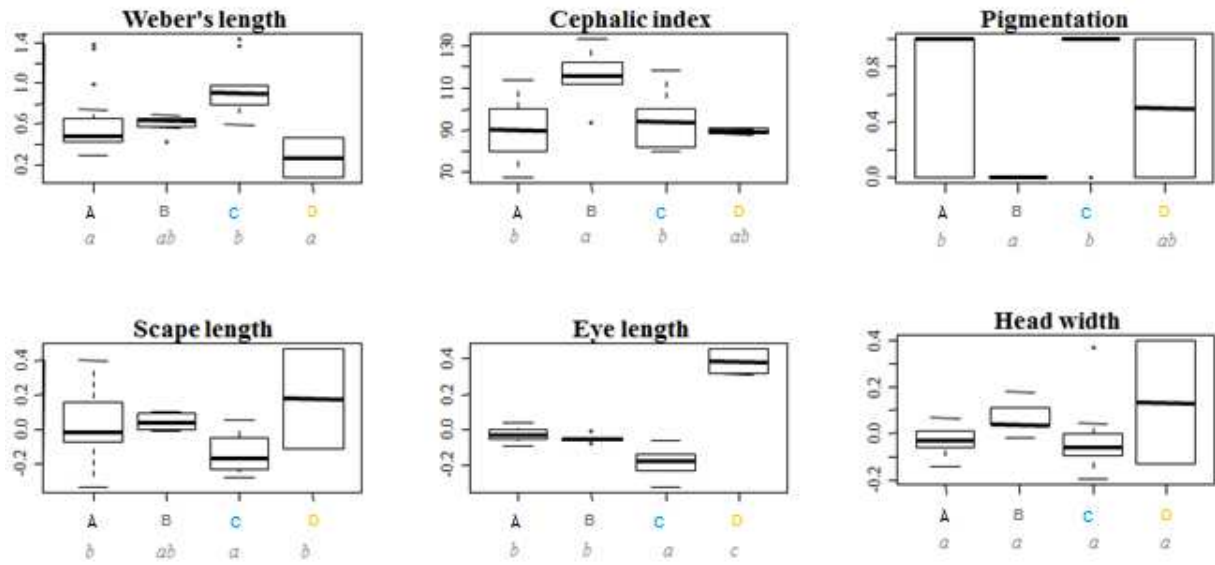 Weber's length
1.4
1.0
0.6
0.2
A B C D
a ab b a
Cephalic index
130
110
90
70
A B C D
b a b ab
Pigmentation
0.8
0.4
0.0
A B C D
b a b ab
Scape length
0.4
0.2
0.0
-0.2
A B C D
b ab a b
Eye length
0.4
0.2
0.0
-0.2
A B C D
b b a c
Head width
0.4
0.2
0.0
-0.2
A B C D
a a a a